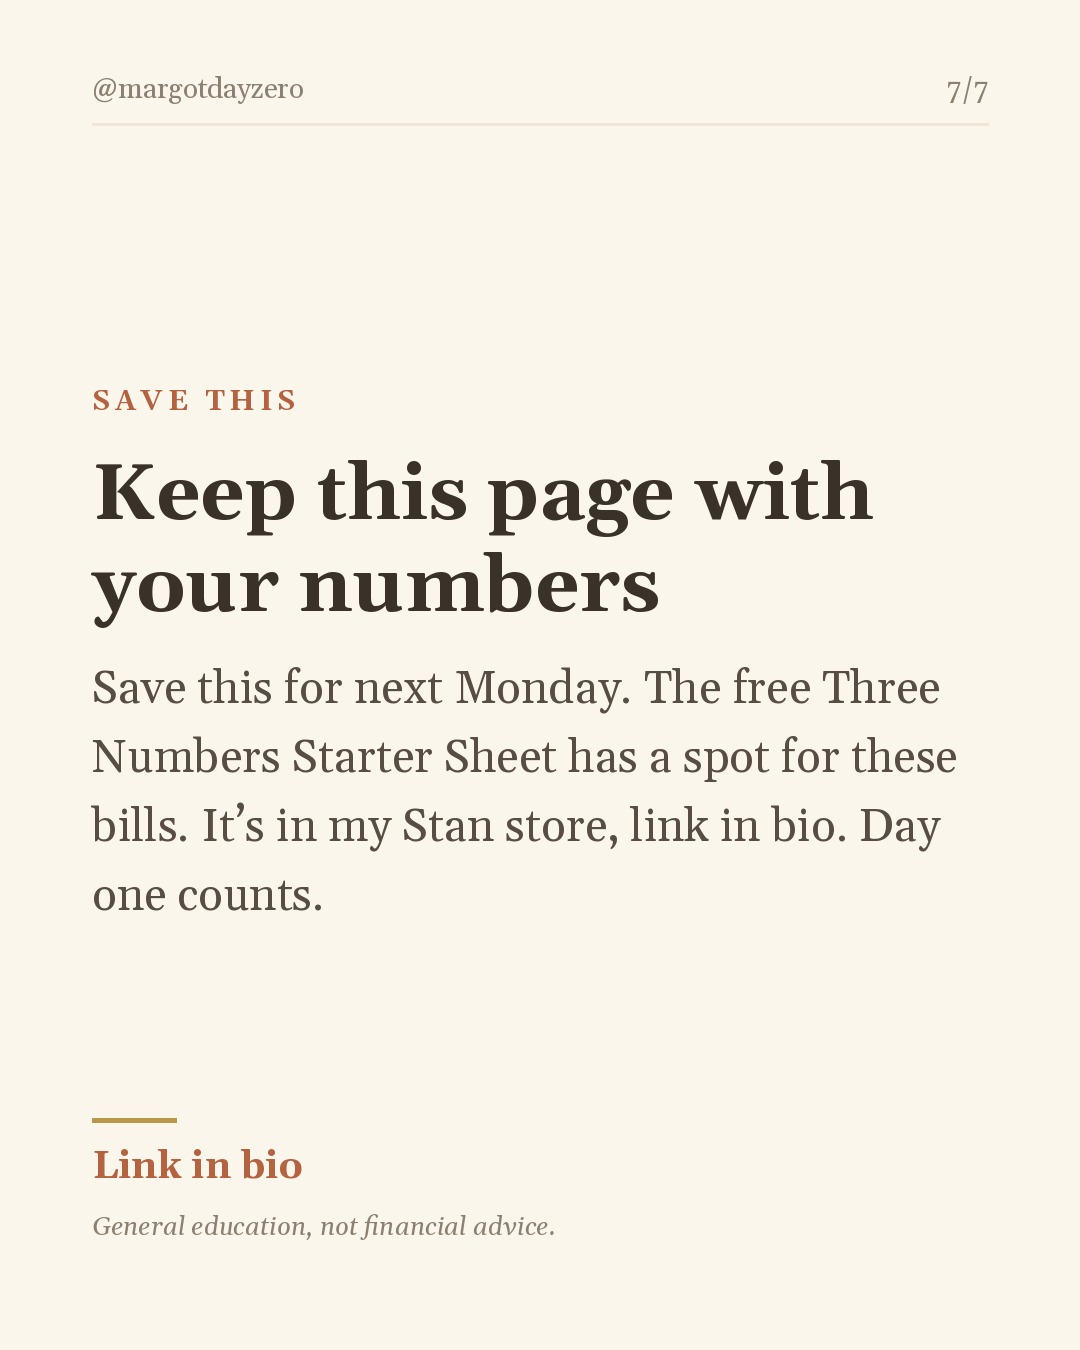 @margotdayzero
7/7
SAVE THIS
Keep this page with
your numbers
Save this for next Monday. The free Three
Numbers Starter Sheet has a spot for these
bills. It’s in my Stan store, link in bio. Day
one counts.
Link in bio
General education, not financial advice.